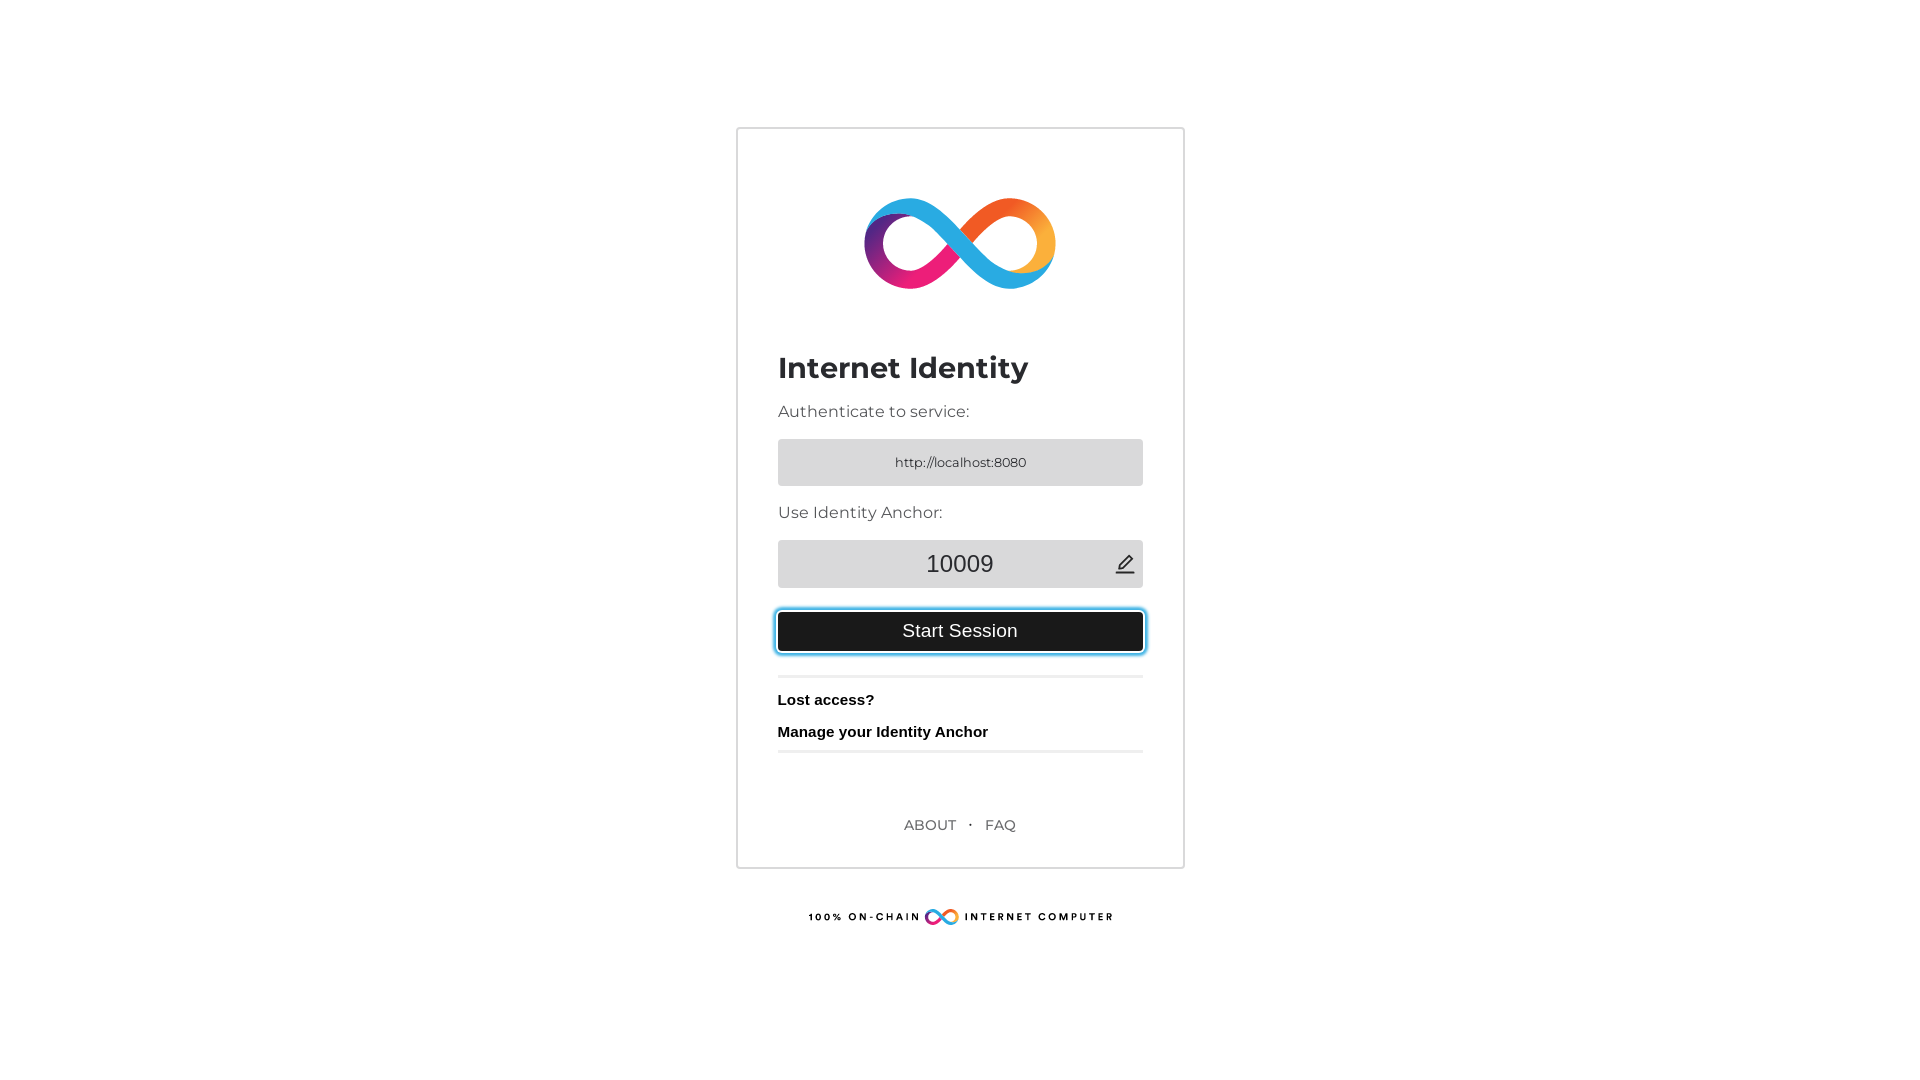 Internet Identity
Authenticate to service:
http://localhost:8080
Use Identity Anchor:
10009
Start Session
Lost access?
Manage your Identity Anchor
ABOUT · FAQ
100% ON-CHAIN INTERNET COMPUTER